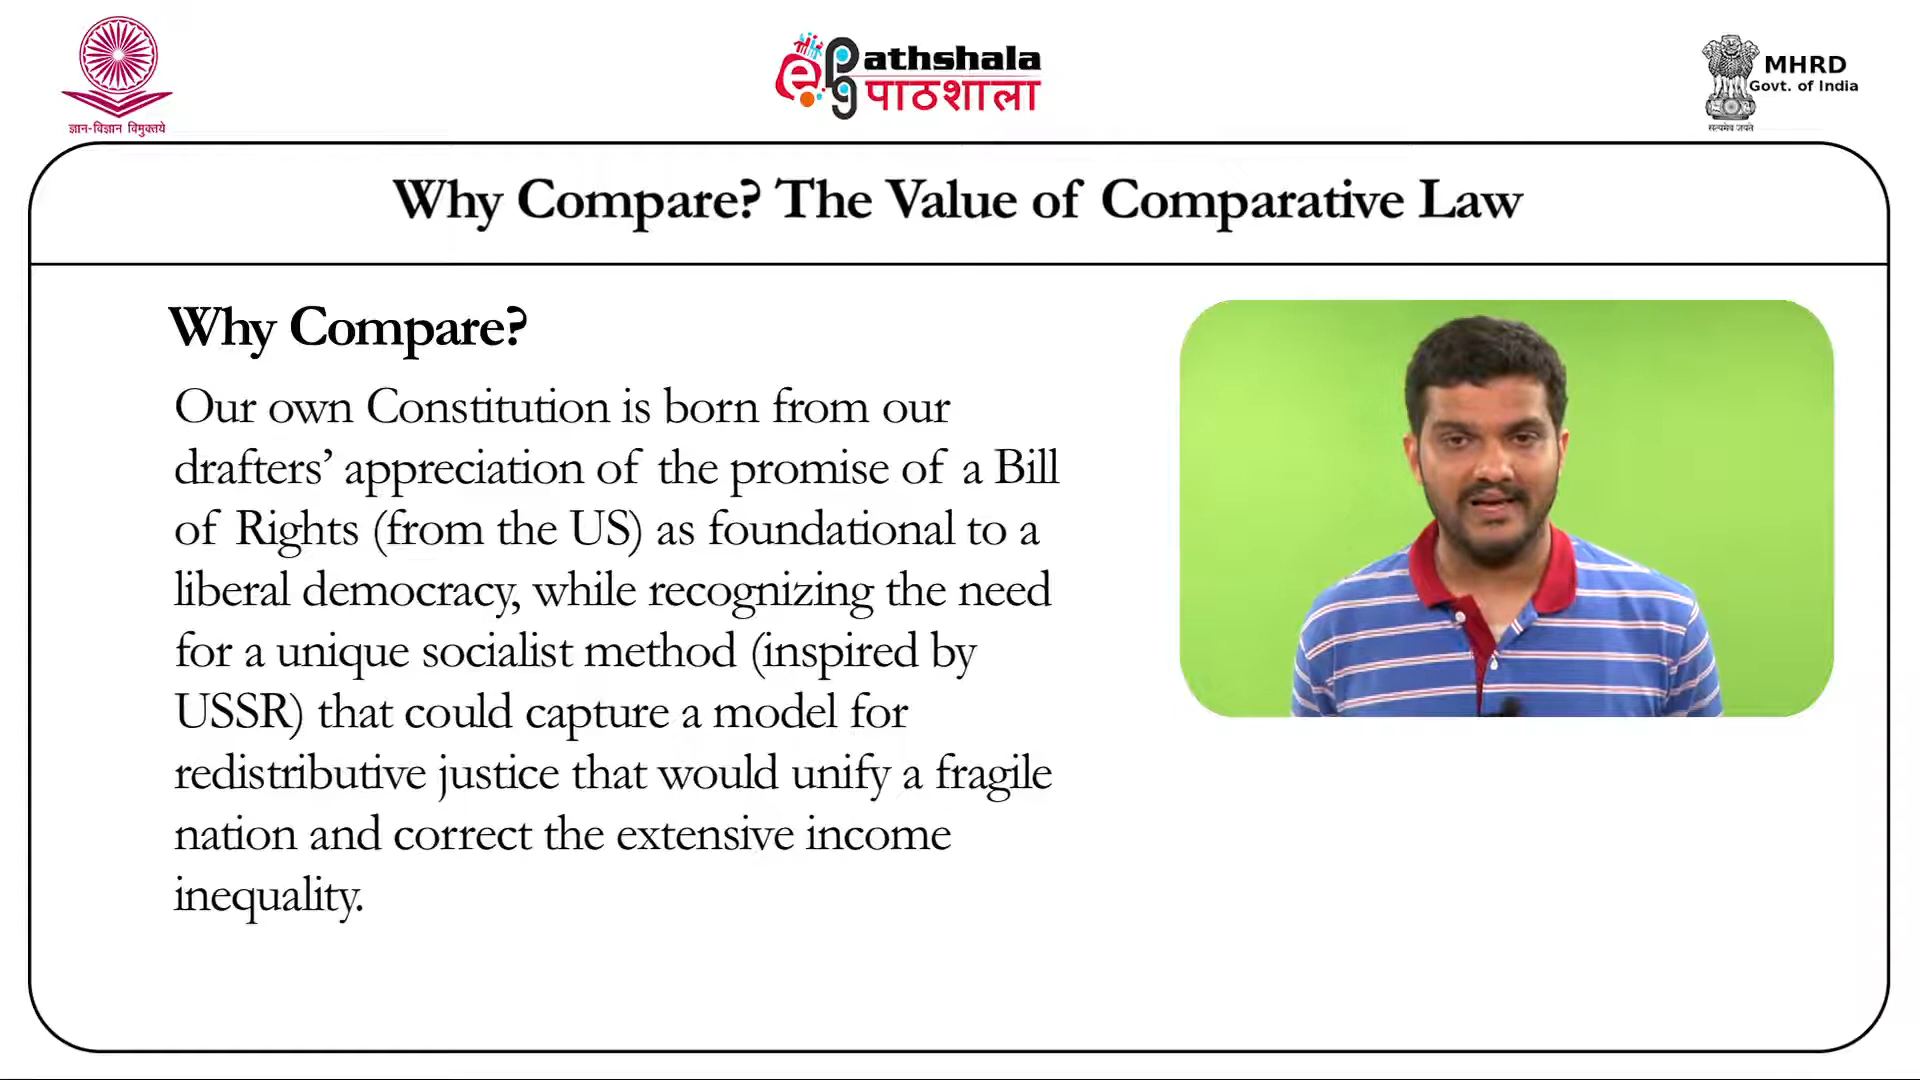 ज्ञान-विज्ञान विमुक्तये
ePathshala
पाठशाला
MHRD
Govt. of India
सत्यमेव जयते
Why Compare? The Value of Comparative Law
Why Compare?
Our own Constitution is born from our
drafters’ appreciation of the promise of a Bill
of Rights (from the US) as foundational to a
liberal democracy, while recognizing the need
for a unique socialist method (inspired by
USSR) that could capture a model for
redistributive justice that would unify a fragile
nation and correct the extensive income
inequality.